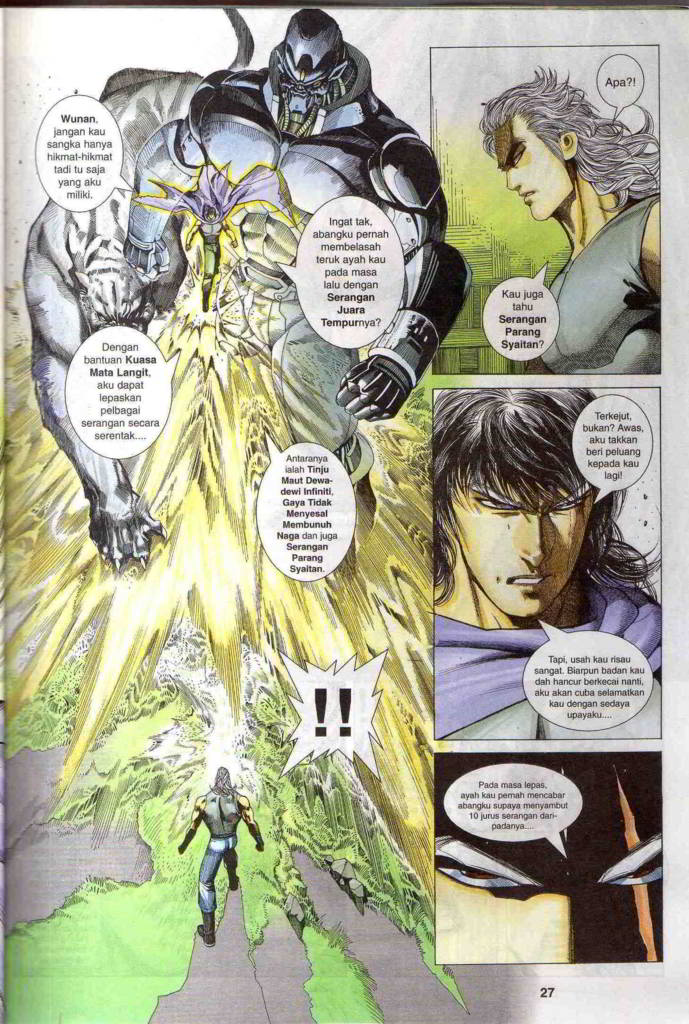 Wunan,
jangan kau
sangka hanya
hikmat-hikmat
tadi tu saja
yang aku
miliki.
Ingat tak,
abangku pernah
membelasah
teruk ayah kau
pada masa
lalu dengan
Serangan
Juara
Tempurnya?
Dengan
bantuan Kuasa
Mata Langit,
aku dapat
lepaskan
pelbagai
serangan secara
serentak....
Antaranya
ialah Tinju
Maut Dewa-
dewi Infiniti,
Gaya Tidak
Menyesal
Membunuh
Naga dan juga
Serangan
Parang
Syaitan.
!!
Apa?!
Kau juga
tahu
Serangan
Parang
Syaitan?
Terkejut,
bukan? Awas,
aku takkan
beri peluang
kepada kau
lagi!
Tapi, usah kau risau
sangat. Biarpun badan kau
dah hancur berkecai nanti,
aku akan cuba selamatkan
kau dengan sedaya
upayaku....
Pada masa lepas,
ayah kau pernah mencabar
abangku supaya menyambut
10 jurus serangan dari-
padanya....
27